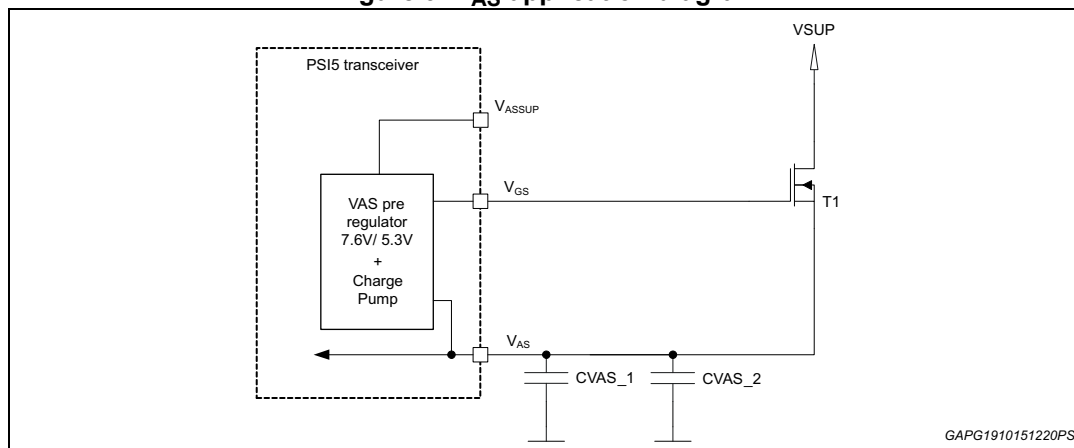 VSUP
PSI5 transceiver
VASSUP
VGS
T1
VAS pre
regulator
7.6V/ 5.3V
+
Charge
Pump
VAS
CVAS_1
CVAS_2
GAPG1910151220PS